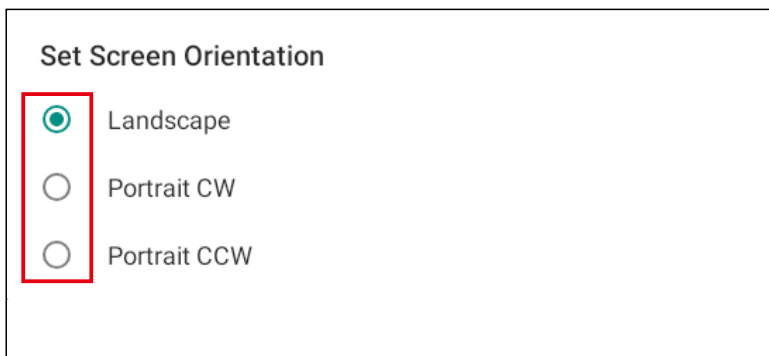 Set Screen Orientation
Landscape
Portrait CW
Portrait CCW